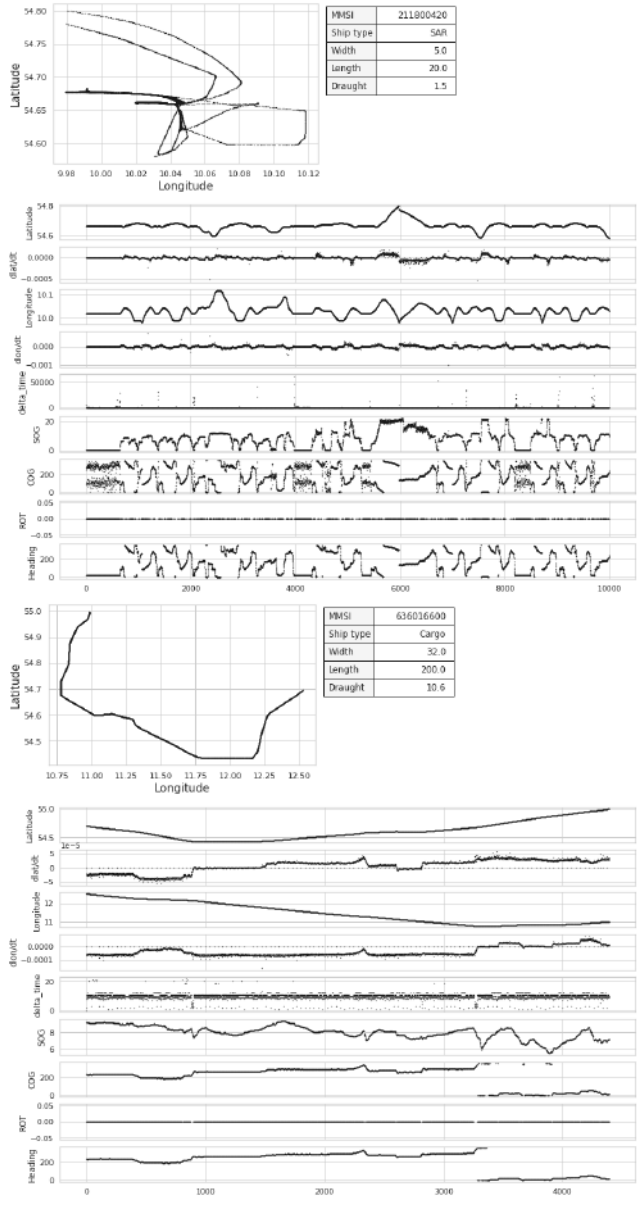 54.80
54.75
54.70
54.65
54.60
Latitude
9.98 10.00 10.02 10.04 10.06 10.08 10.10 10.12
Longitude
MMSI 211800420
Ship type SAR
Width 5.0
Length 20.0
Draught 1.5
Latitude 54.8 54.6
dlat/dt 0.0000 −0.0005
Longitude 10.1 10.0
dlon/dt 0.000 −0.001
delta_time 50000 0
SOG 20 0
COG 200 0
ROT 0.05 0.00 −0.05
Heading 200 0
0 2000 4000 6000 8000 10000
55.0
54.9
54.8
54.7
54.6
54.5
Latitude
10.75 11.00 11.25 11.50 11.75 12.00 12.25 12.50
Longitude
MMSI 636016600
Ship type Cargo
Width 32.0
Length 200.0
Draught 10.6
Latitude 55.0 54.5
1e−5
dlat/dt 5 0 −5
Longitude 12 11
dlon/dt 0.0000 −0.0001
delta_time 20 0
SOG 8 6
COG 200 0
ROT 0.05 0.00 −0.05
Heading 200 0
0 1000 2000 3000 4000